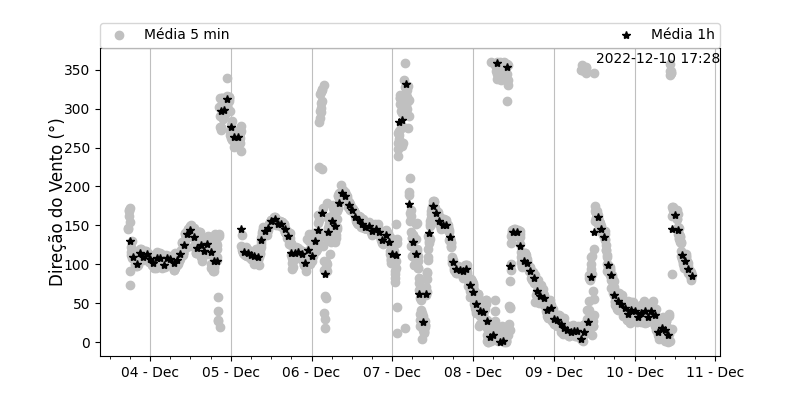 Média 5 min
Média 1h
2022-12-10 17:28
Direção do Vento (°)
350
300
250
200
150
100
50
0
04 - Dec
05 - Dec
06 - Dec
07 - Dec
08 - Dec
09 - Dec
10 - Dec
11 - Dec